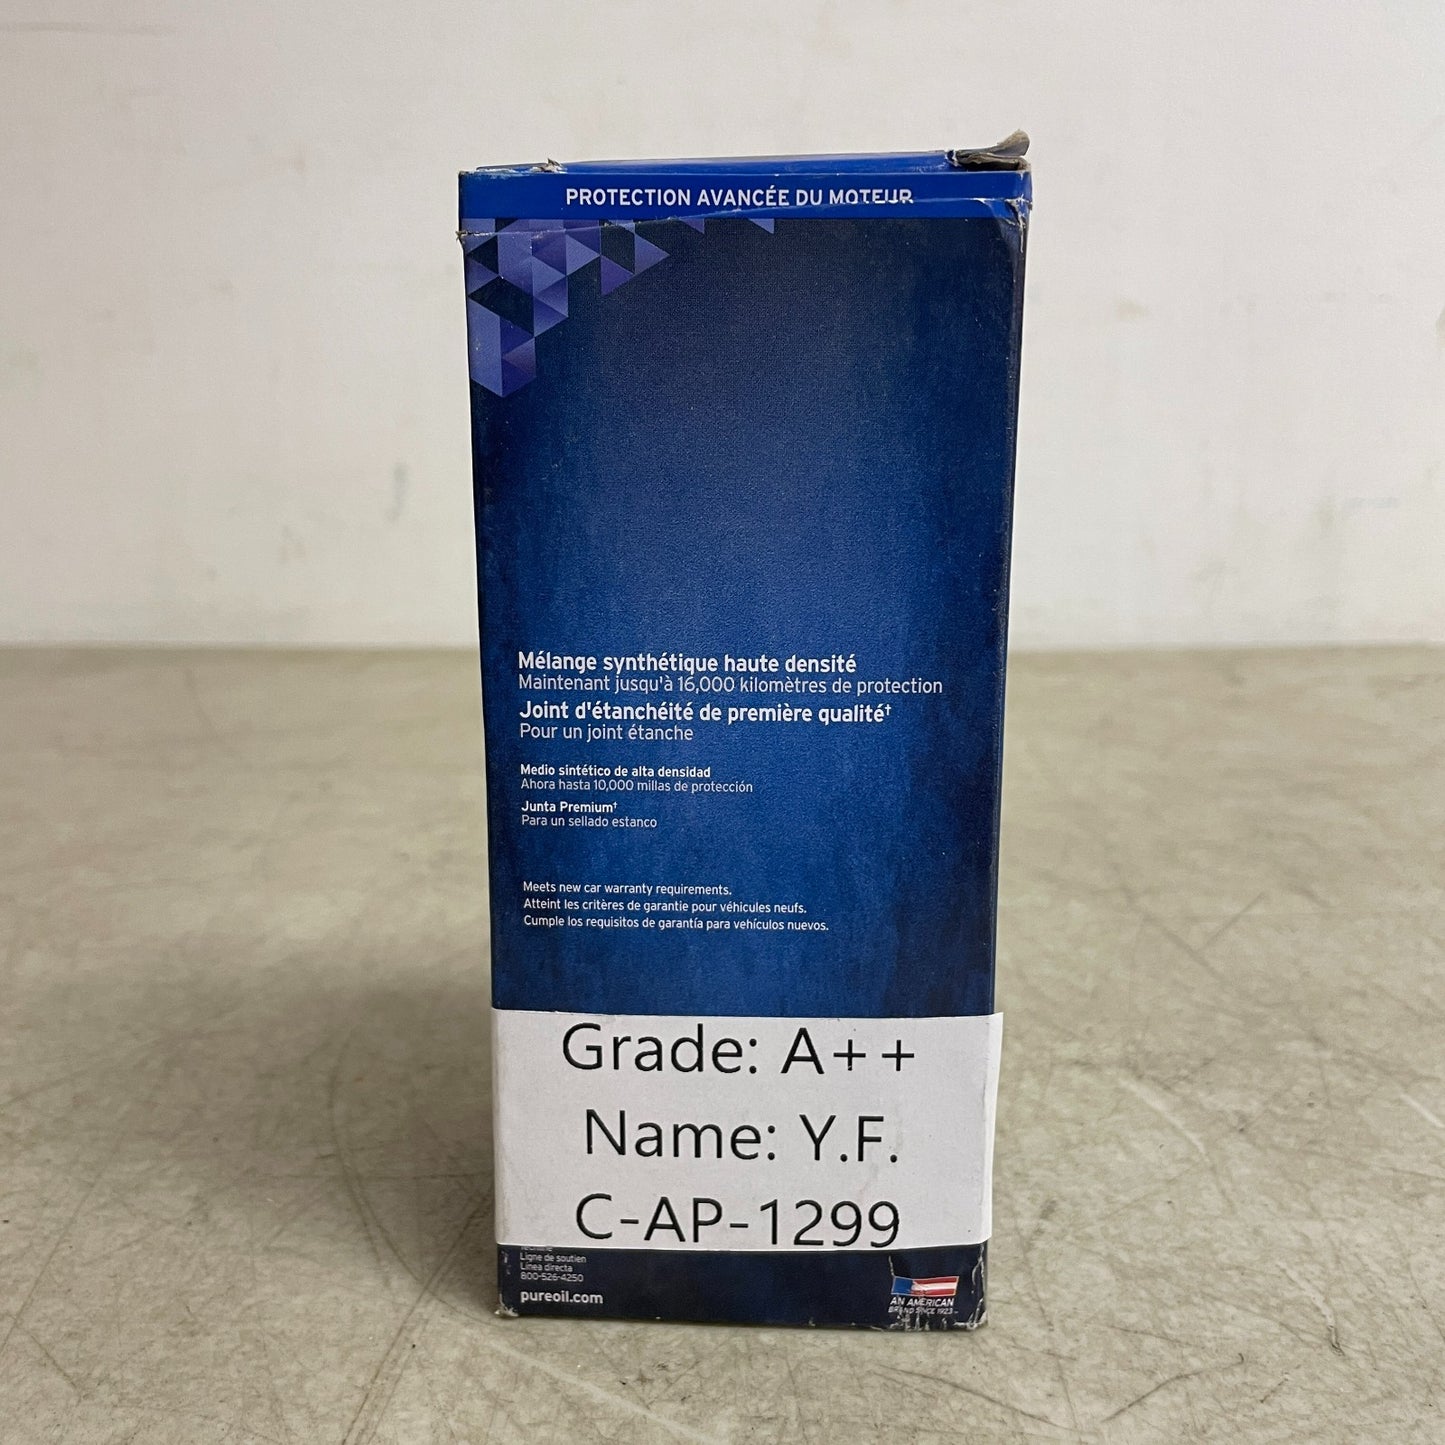 PROTECTION AVANCÉE DU MOTEUR
Mélange synthétique haute densité
Maintenant jusqu'à 16,000 kilomètres de protection
Joint d'étanchéité de première qualité†
Pour un joint étanche
Medio sintético de alta densidad
Ahora hasta 10,000 millas de protección
Junta Premium†
Para un sellado estanco
Meets new car warranty requirements.
Atteint les critères de garantie pour véhicules neufs.
Cumple los requisitos de garantía para vehículos nuevos.
Grade: A++
Name: Y.F.
C-AP-1299
Ligne de soutien
Línea directa
800-526-4250
pureoil.com
AN AMERICAN
BRAND SINCE 1923